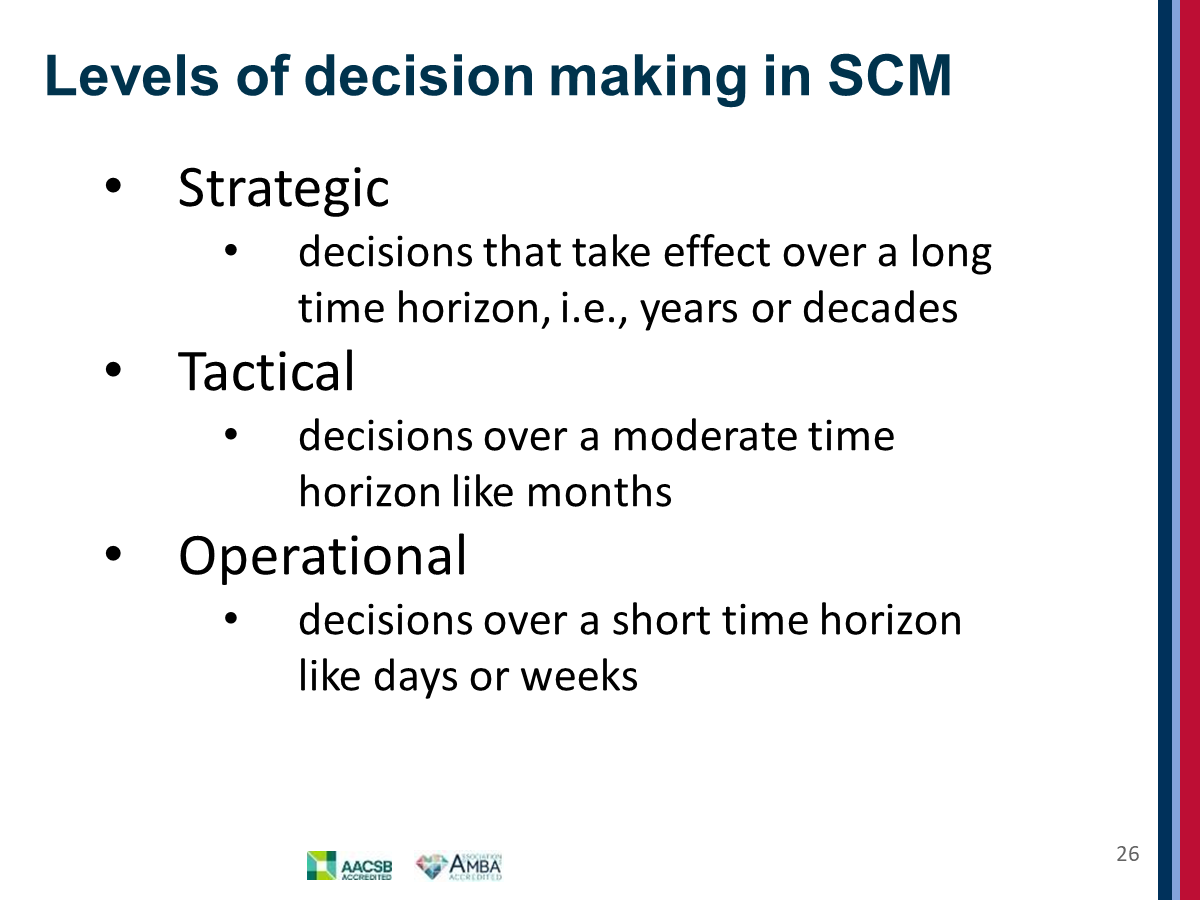 Levels of decision making in SCM
• Strategic
• decisions that take effect over a long
time horizon, i.e., years or decades
• Tactical
• decisions over a moderate time
horizon like months
• Operational
• decisions over a short time horizon
like days or weeks
26
AACSB
ACCREDITED
ASSOCIATION
AMBA
ACCREDITED